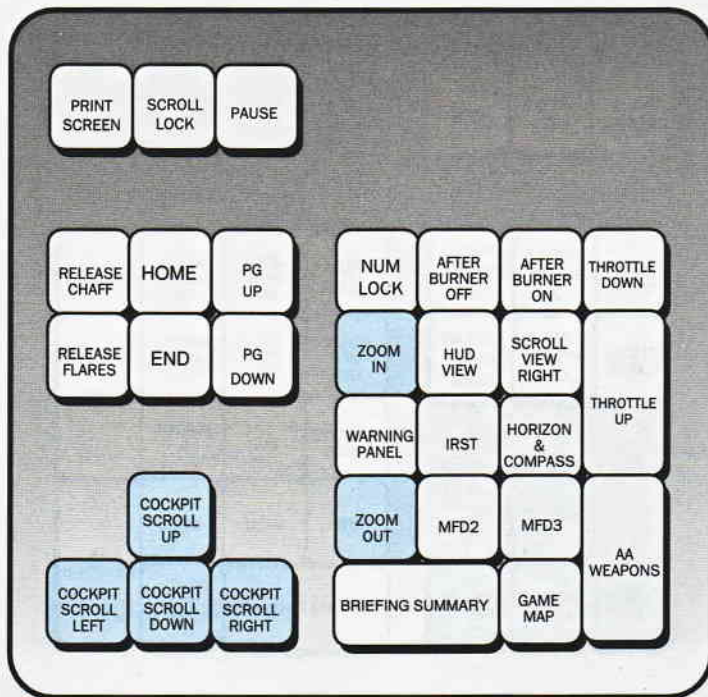 PRINT
SCREEN
SCROLL
LOCK
PAUSE
RELEASE
CHAFF
HOME
PG
UP
RELEASE
FLARES
END
PG
DOWN
COCKPIT
SCROLL
UP
COCKPIT
SCROLL
LEFT
COCKPIT
SCROLL
DOWN
COCKPIT
SCROLL
RIGHT
NUM
LOCK
AFTER
BURNER
OFF
AFTER
BURNER
ON
THROTTLE
DOWN
ZOOM
IN
HUD
VIEW
SCROLL
VIEW
RIGHT
THROTTLE
UP
WARNING
PANEL
IRST
HORIZON
&
COMPASS
ZOOM
OUT
MFD2
MFD3
AA
WEAPONS
BRIEFING SUMMARY
GAME
MAP